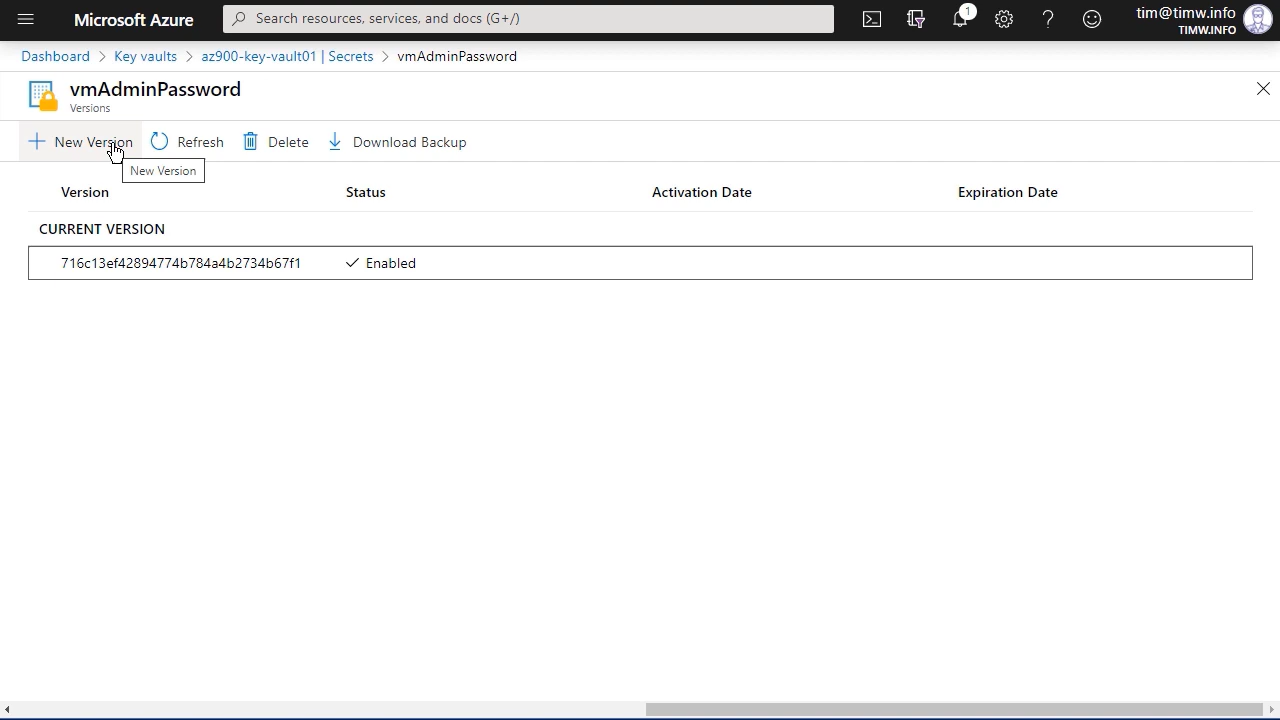 Microsoft Azure
Search resources, services, and docs (G+/)
1
tim@timw.info
TIMW.INFO
Dashboard > Key vaults > az900-key-vault01 | Secrets > vmAdminPassword
vmAdminPassword
Versions
New Version
Refresh
Delete
Download Backup
New Version
Version Status Activation Date Expiration Date
CURRENT VERSION
716c13ef42894774b784a4b2734b67f1 Enabled